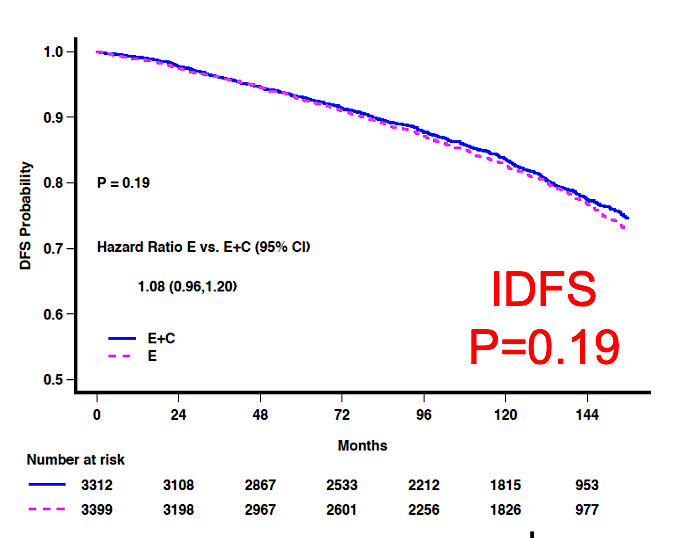 1.0
0.9
0.8
0.7
0.6
0.5
DFS Probability
P = 0.19
Hazard Ratio E vs. E+C (95% CI)
1.08 (0.96,1.20)
E+C
E
IDFS
P=0.19
0 24 48 72 96 120 144
Months
Number at risk
3312 3108 2867 2533 2212 1815 953
3399 3198 2967 2601 2256 1826 977